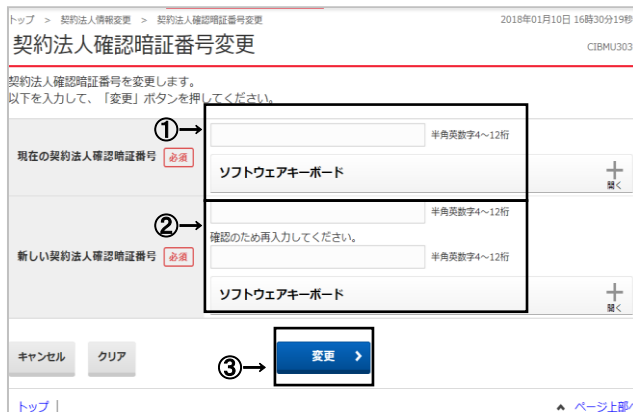 トップ > 契約法人情報変更 > 契約法人確認暗証番号変更 2018年01月10日 16時30分19秒
契約法人確認暗証番号変更 CIBMU303
契約法人確認暗証番号を変更します。
以下を入力して、「変更」ボタンを押してください。
①→ 半角英数字4～12桁
現在の契約法人確認暗証番号 必須
ソフトウェアキーボード
開く
②→ 半角英数字4～12桁
確認のため再入力してください。
新しい契約法人確認暗証番号 必須 半角英数字4～12桁
ソフトウェアキーボード
開く
キャンセル クリア ③→ 変更
トップ | ページ上部へ